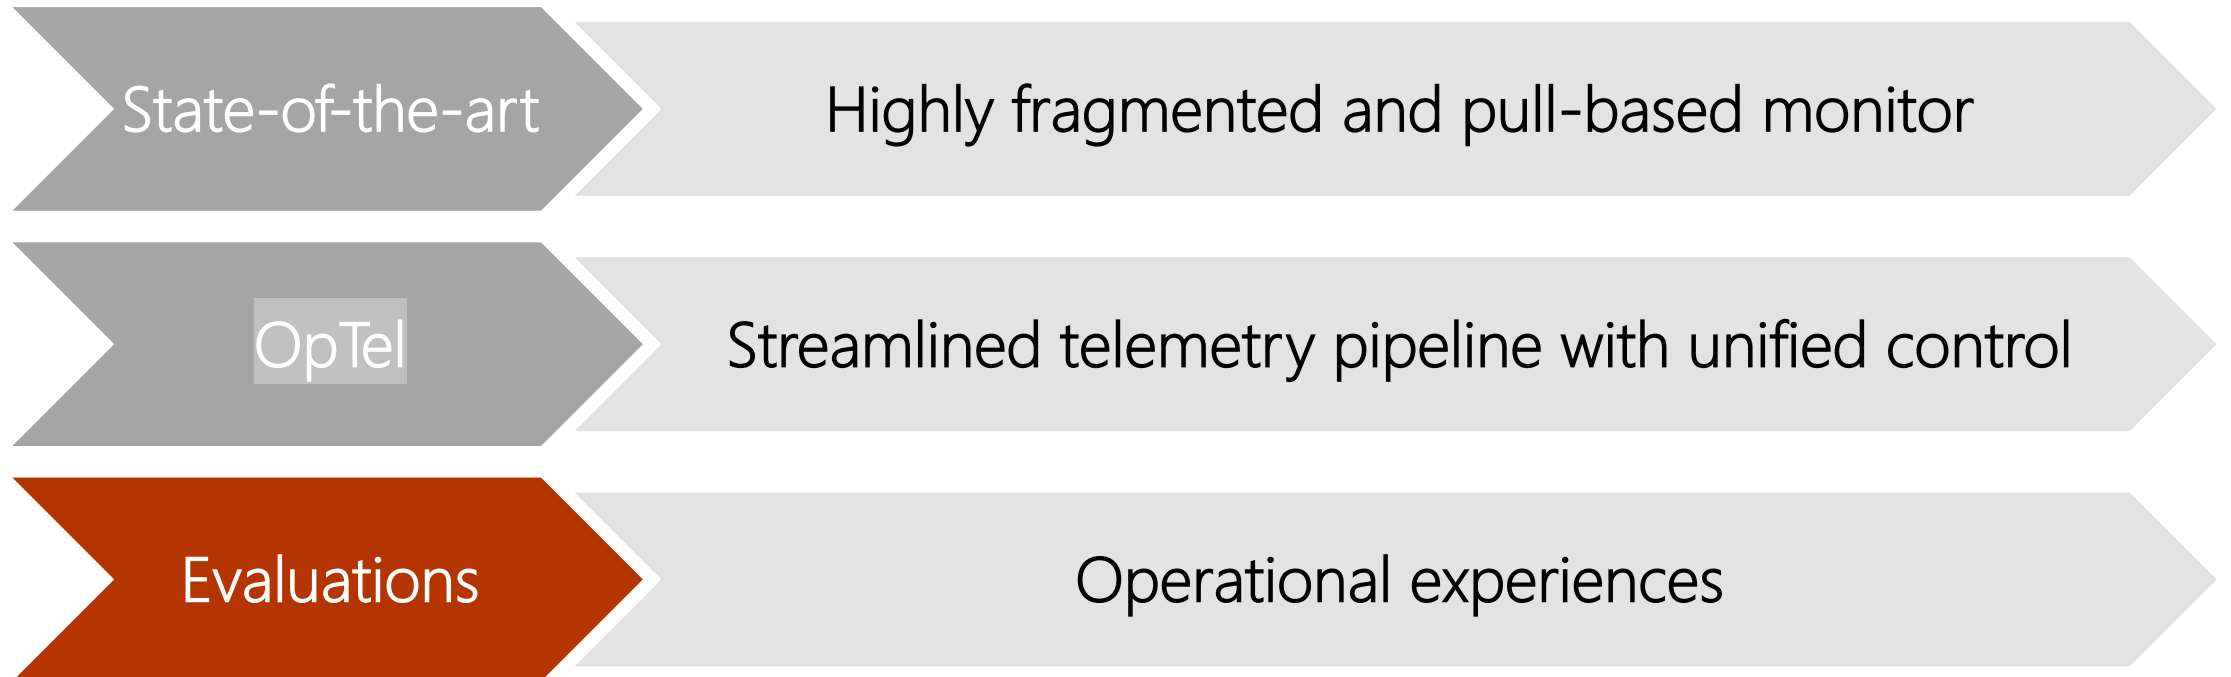 State-of-the-art
Highly fragmented and pull-based monitor
OpTel
Streamlined telemetry pipeline with unified control
Evaluations
Operational experiences